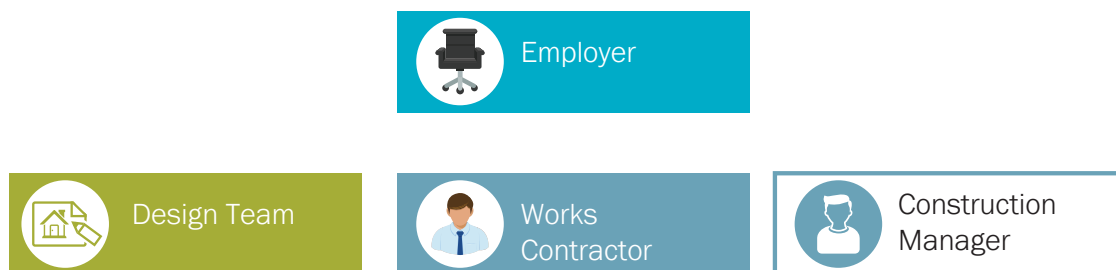 Employer
Design Team
Works
Contractor
Construction
Manager